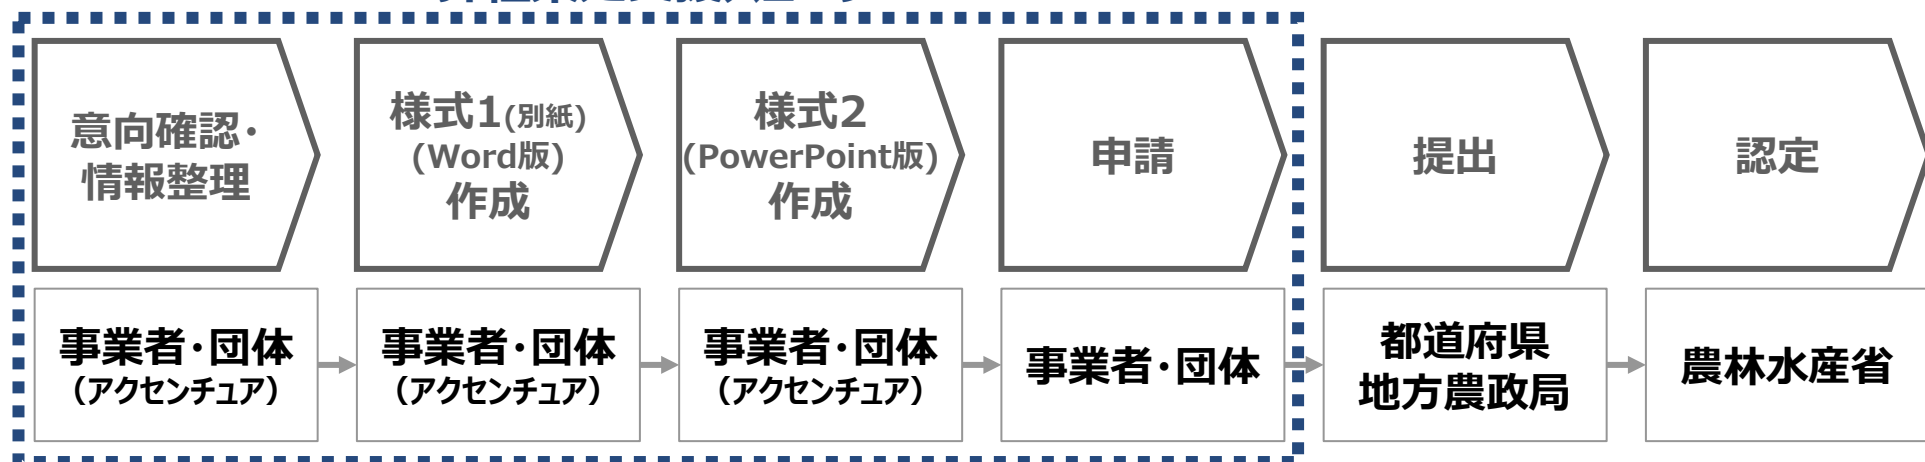 意向確認・
情報整理
様式1(別紙)
(Word版)
作成
様式2
(PowerPoint版)
作成
申請
提出
認定
事業者・団体
(アクセンチュア)
事業者・団体
(アクセンチュア)
事業者・団体
(アクセンチュア)
事業者・団体
都道府県
地方農政局
農林水産省